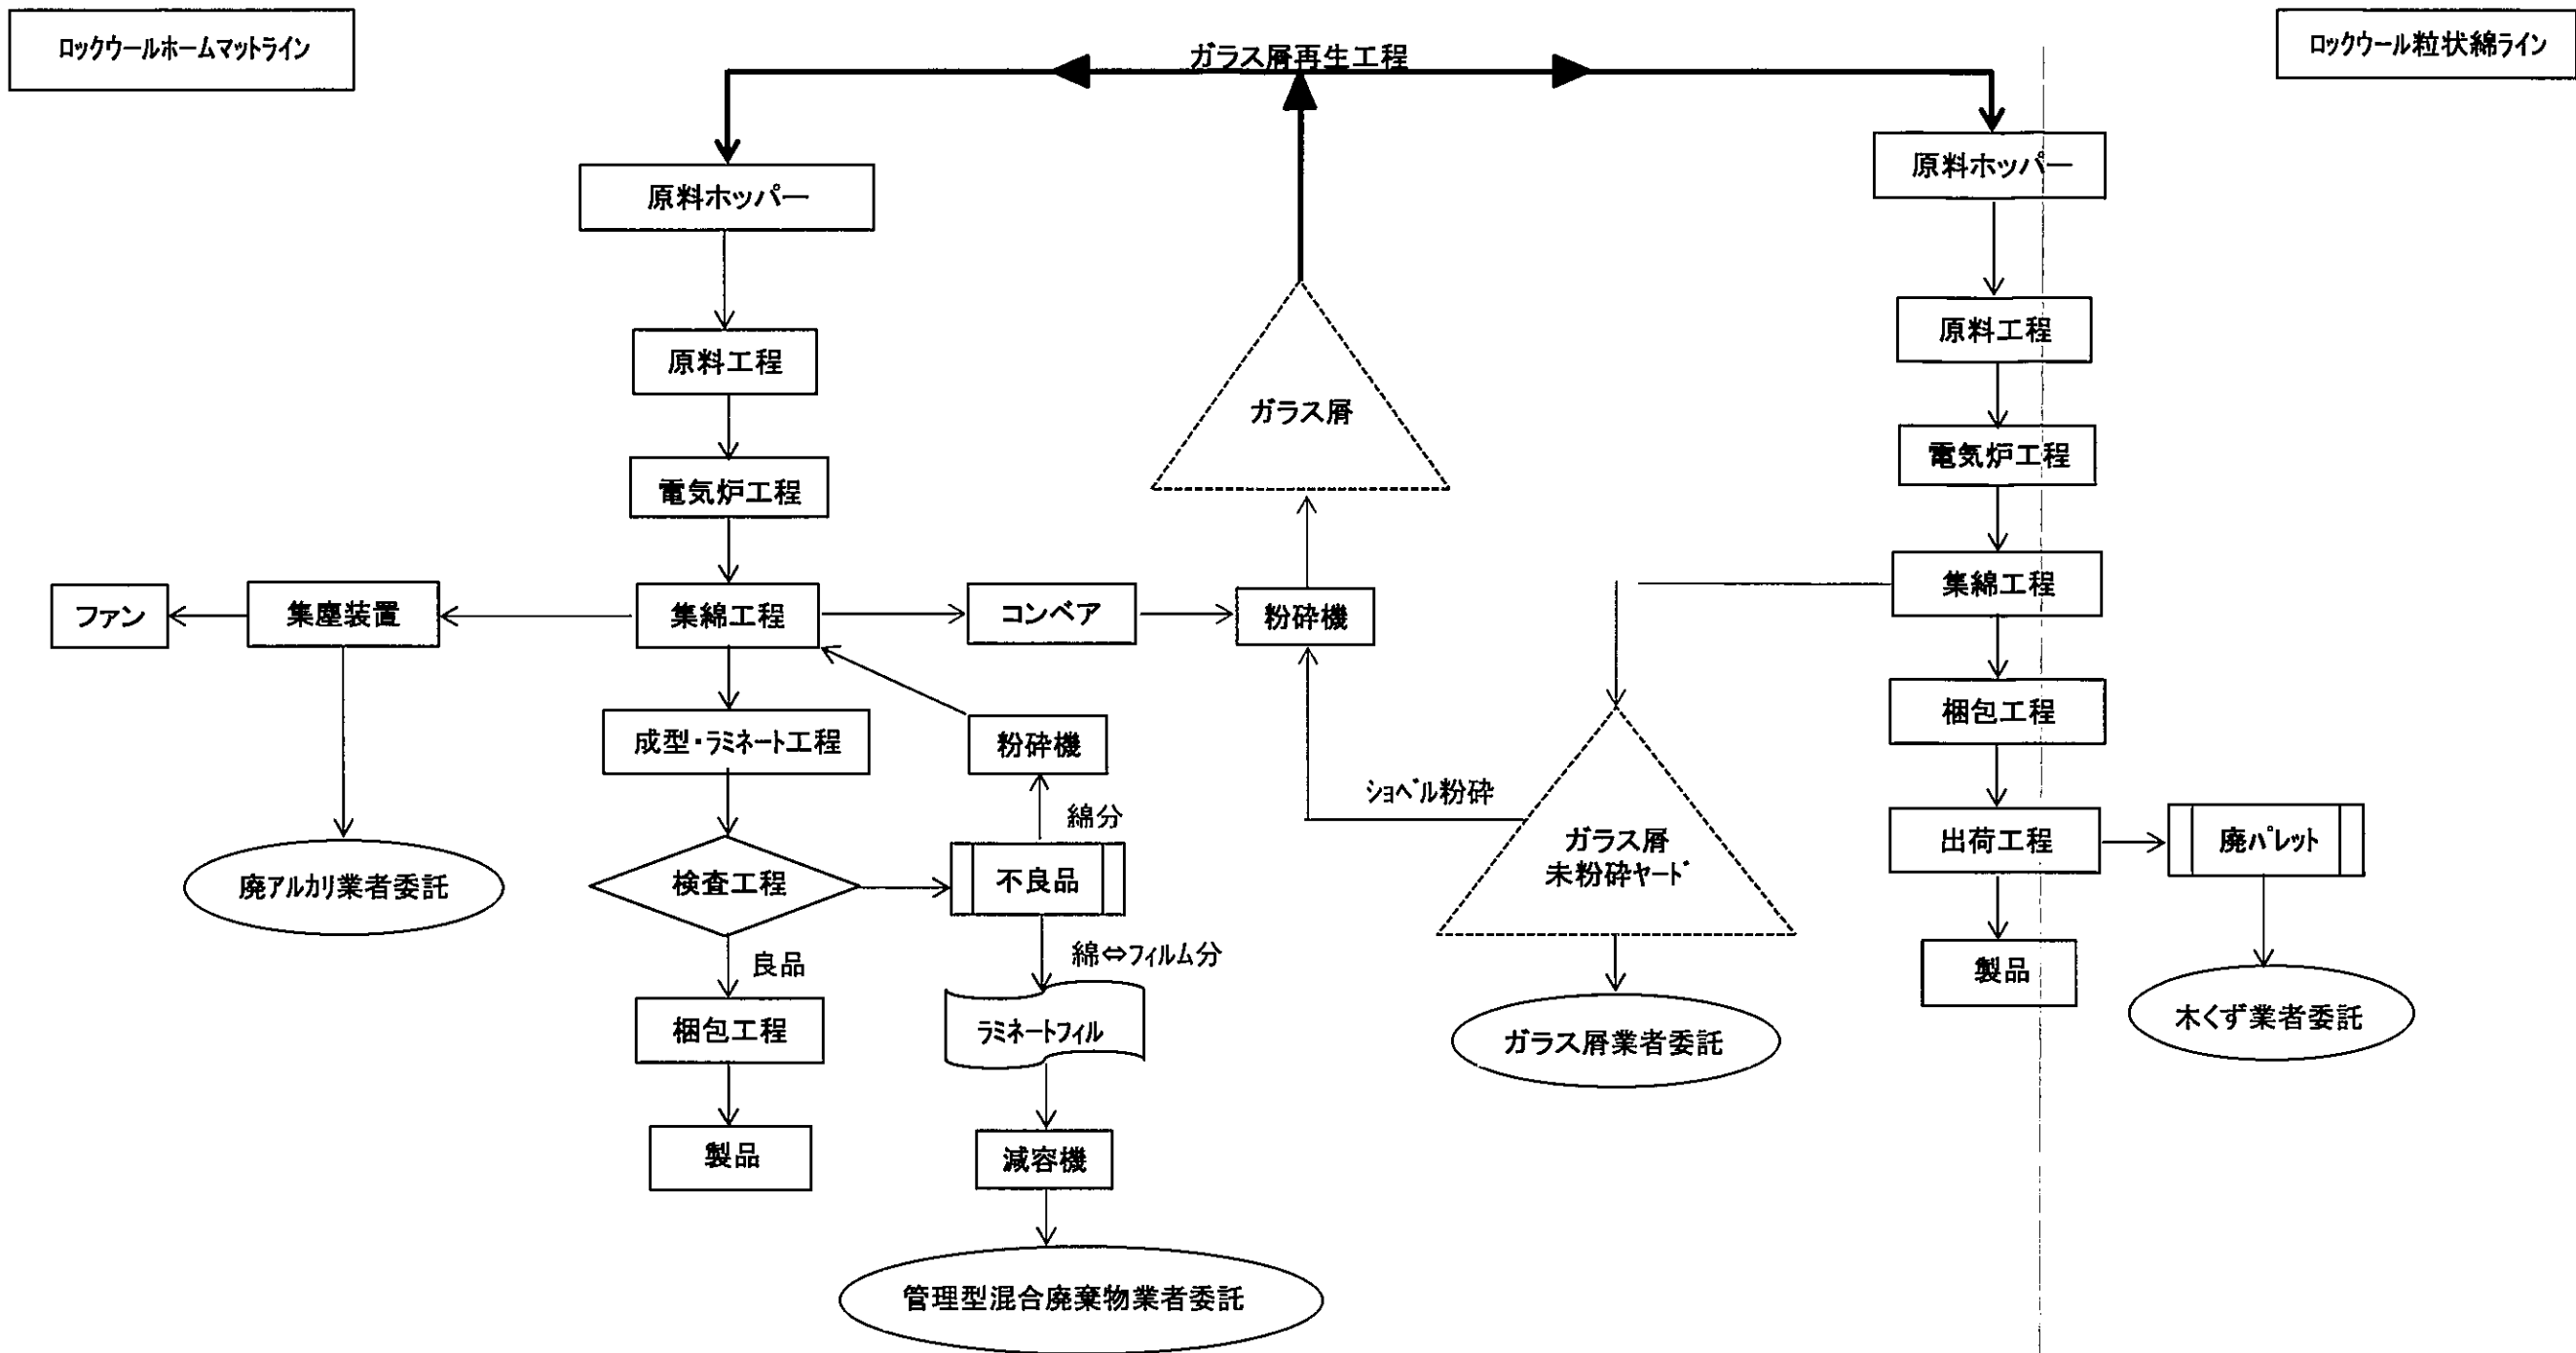 ロックウールホームマットライン
ガラス屑再生工程
ロックウール粒状綿ライン
原料ホッパー
原料ホッパー
原料工程
原料工程
ガラス屑
電気炉工程
電気炉工程
ファン
集塵装置
集綿工程
コンベア
粉砕機
集綿工程
成型・ラミネート工程
粉砕機
梱包工程
ショベル粉砕
綿分
ガラス屑
未粉砕ヤード
出荷工程
廃パレット
廃アルカリ業者委託
検査工程
不良品
良品
綿⇔フィルム分
製品
梱包工程
ラミネートフィル
ガラス屑業者委託
木くず業者委託
製品
減容機
管理型混合廃棄物業者委託